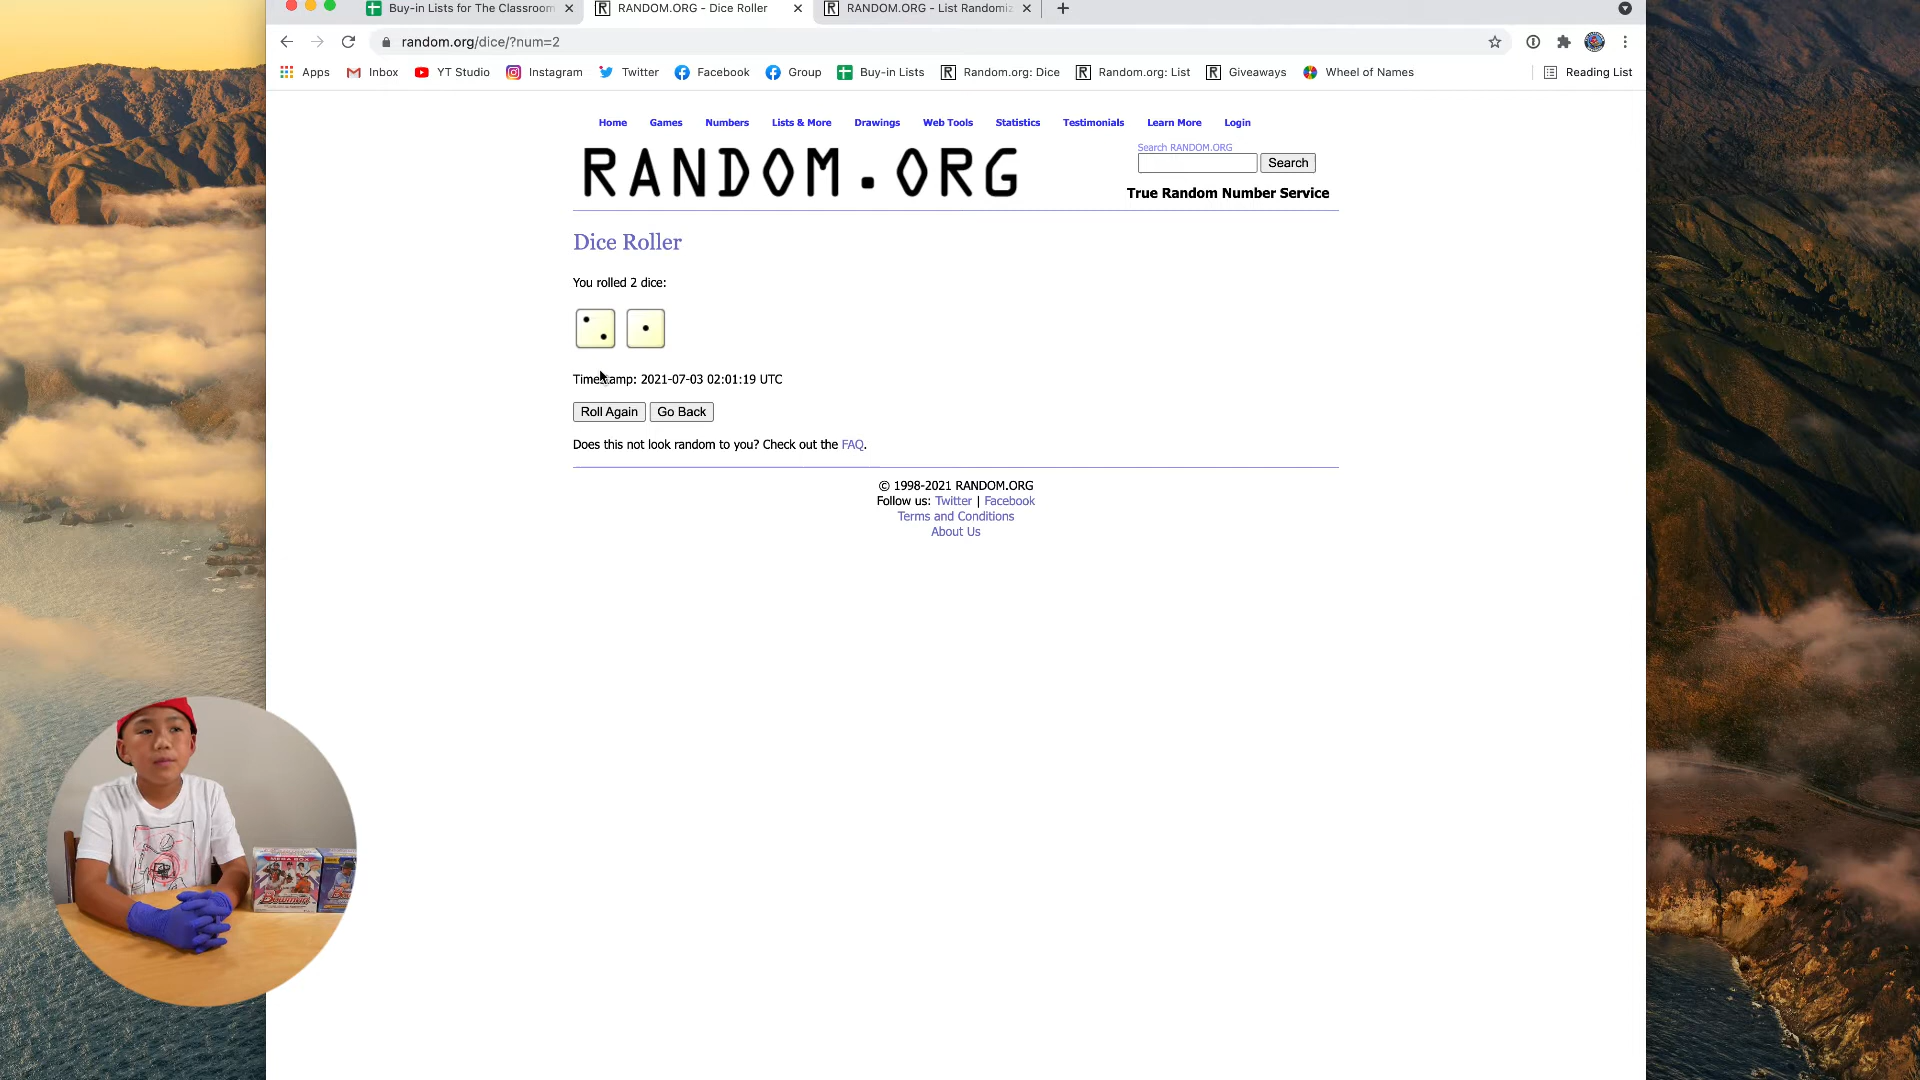 Buy-in Lists for The Classroom
RANDOM.ORG - Dice Roller
RANDOM.ORG - List Randomiz
random.org/dice/?num=2
Apps
Inbox
YT Studio
Instagram
Twitter
Facebook
Group
Buy-in Lists
Random.org: Dice
Random.org: List
Giveaways
Wheel of Names
Reading List
Home
Games
Numbers
Lists & More
Drawings
Web Tools
Statistics
Testimonials
Learn More
Login
RANDOM.ORG
Search RANDOM.ORG
Search
True Random Number Service
Dice Roller
You rolled 2 dice:
Timestamp: 2021-07-03 02:01:19 UTC
Roll Again
Go Back
Does this not look random to you? Check out the FAQ.
© 1998-2021 RANDOM.ORG
Follow us: Twitter | Facebook
Terms and Conditions
About Us
MEGA BOX
Bowman